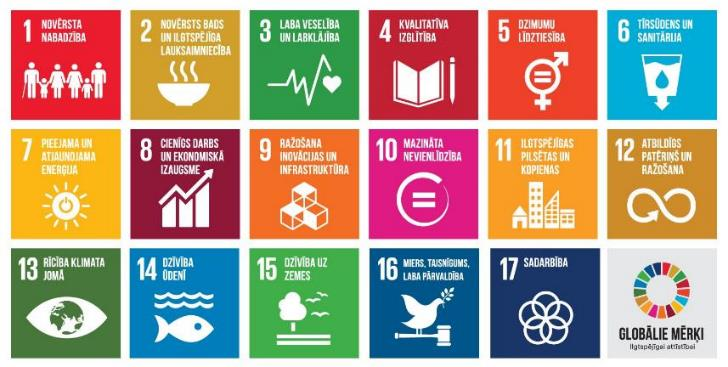 1 NOVĒRSTA
NABADZĪBA
2 NOVĒRSTS BADS
UN ILGTSPĒJĪGA
LAUKSAIMNIECĪBA
3 LABA VESELĪBA
UN LABKLĀJĪBA
4 KVALITATĪVA
IZGLĪTĪBA
5 DZIMUMU
LĪDZTIESĪBA
6 TĪRSŪDENS UN
SANITĀRIJA
7 PIEEJAMA UN
ATJAUNOJAMA
ENERĢIJA
8 CIENĪGS DARBS
UN EKONOMISKĀ
IZAUGSME
9 RAŽOŠANA
INOVĀCIJAS UN
INFRASTRUKTŪRA
10 MAZINĀTA
NEVIENLĪDZĪBA
11 ILGTSPĒJĪGAS
PILSĒTAS UN
KOPIENAS
12 ATBILDĪGS
PATĒRIŅŠ UN
RAŽOŠANA
13 RĪCĪBA KLIMATA
JOMĀ
14 DZĪVĪBA
ŪDENĪ
15 DZĪVĪBA UZ
ZEMES
16 MIERS, TAISNĪGUMS,
LABA PĀRVALDĪBA
17 SADARBĪBA
GLOBĀLIE MĒRĶI
Ilgtspējīgai attīstībai